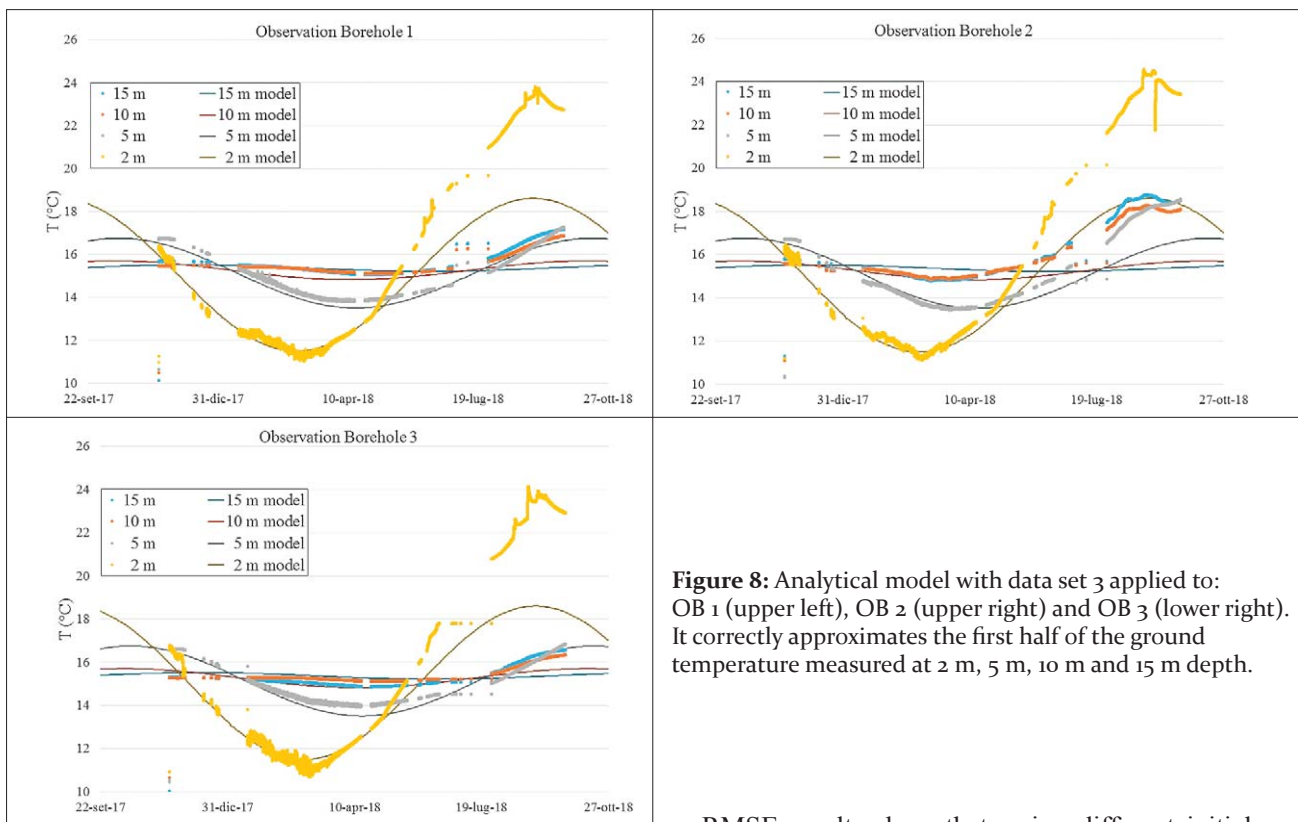 Observation Borehole 1
26
24
22
20
18
16
14
12
10
T (°C)
15 m 15 m model
10 m 10 m model
5 m 5 m model
2 m 2 m model
22-set-17 31-dic-17 10-apr-18 19-lug-18 27-ott-18
Observation Borehole 2
26
24
22
20
18
16
14
12
10
T (°C)
15 m 15 m model
10 m 10 m model
5 m 5 m model
2 m 2 m model
22-set-17 31-dic-17 10-apr-18 19-lug-18 27-ott-18
Observation Borehole 3
26
24
22
20
18
16
14
12
10
T (°C)
15 m 15 m model
10 m 10 m model
5 m 5 m model
2 m 2 m model
22-set-17 31-dic-17 10-apr-18 19-lug-18 27-ott-18
Figure 8: Analytical model with data set 3 applied to:
OB 1 (upper left), OB 2 (upper right) and OB 3 (lower right).
It correctly approximates the first half of the ground
temperature measured at 2 m, 5 m, 10 m and 15 m depth.